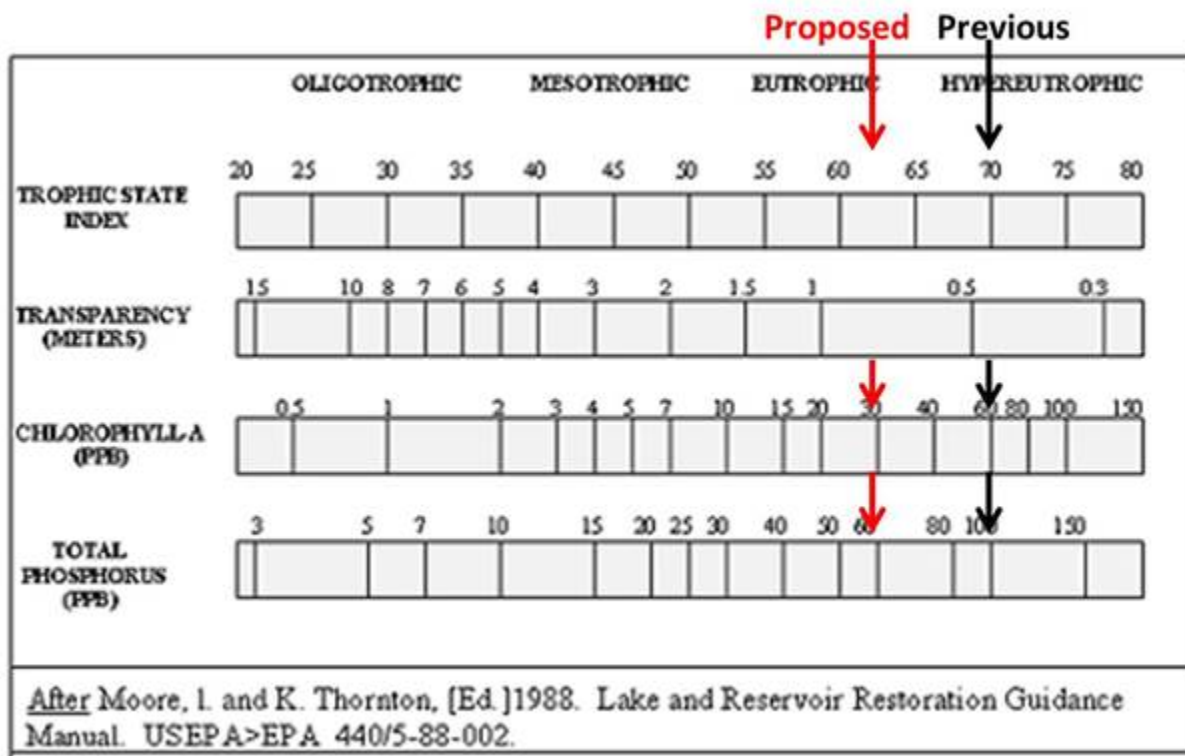 Proposed Previous
OLIGOTROPHIC MESOTROPHIC EUTROPHIC HYPEREUTROPHIC
20 25 30 35 40 45 50 55 60 65 70 75 80
TROPHIC STATE
INDEX
15 10 8 7 6 5 4 3 2 1.5 1 0.5 0.3
TRANSPARENCY
(METERS)
0.5 1 2 3 4 5 7 10 15 20 30 40 60 80 100 150
CHLOROPHYLL-A
(PPB)
3 5 7 10 15 20 25 30 40 50 60 80 100 150
TOTAL
PHOSPHORUS
(PPB)
After Moore, l. and K. Thornton, [Ed.]1988. Lake and Reservoir Restoration Guidance
Manual. USEPA>EPA 440/5-88-002.